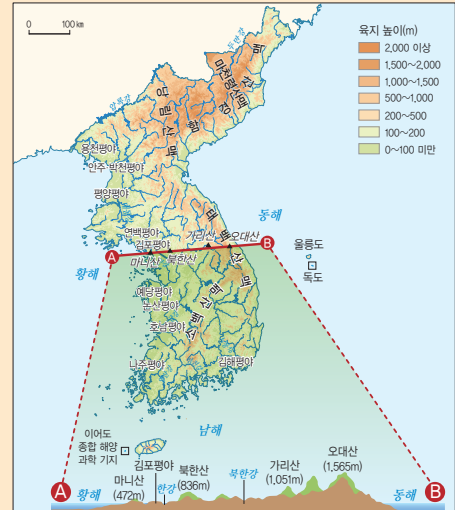 0 100 km
육지 높이(m)
2,000 이상
1,500~2,000
1,000~1,500
500~1,000
200~500
100~200
0~100 미만
두만강
압록강
함경산맥
마천령산맥
낭림산맥
용천평야
안주·박천평야
평양평야
연백평야
김포평야
가리산
오대산
태백산맥
동해
A
B
마니산
북한산
황해
울릉도
독도
예당평야
논산평야
소백산맥
호남평야
나주평야
김해평야
남해
이어도
종합 해양
과학 기지
A
황해
김포평야
마니산
(472m)
한강
북한산
(836m)
북한강
가리산
(1,051m)
오대산
(1,565m)
동해
B